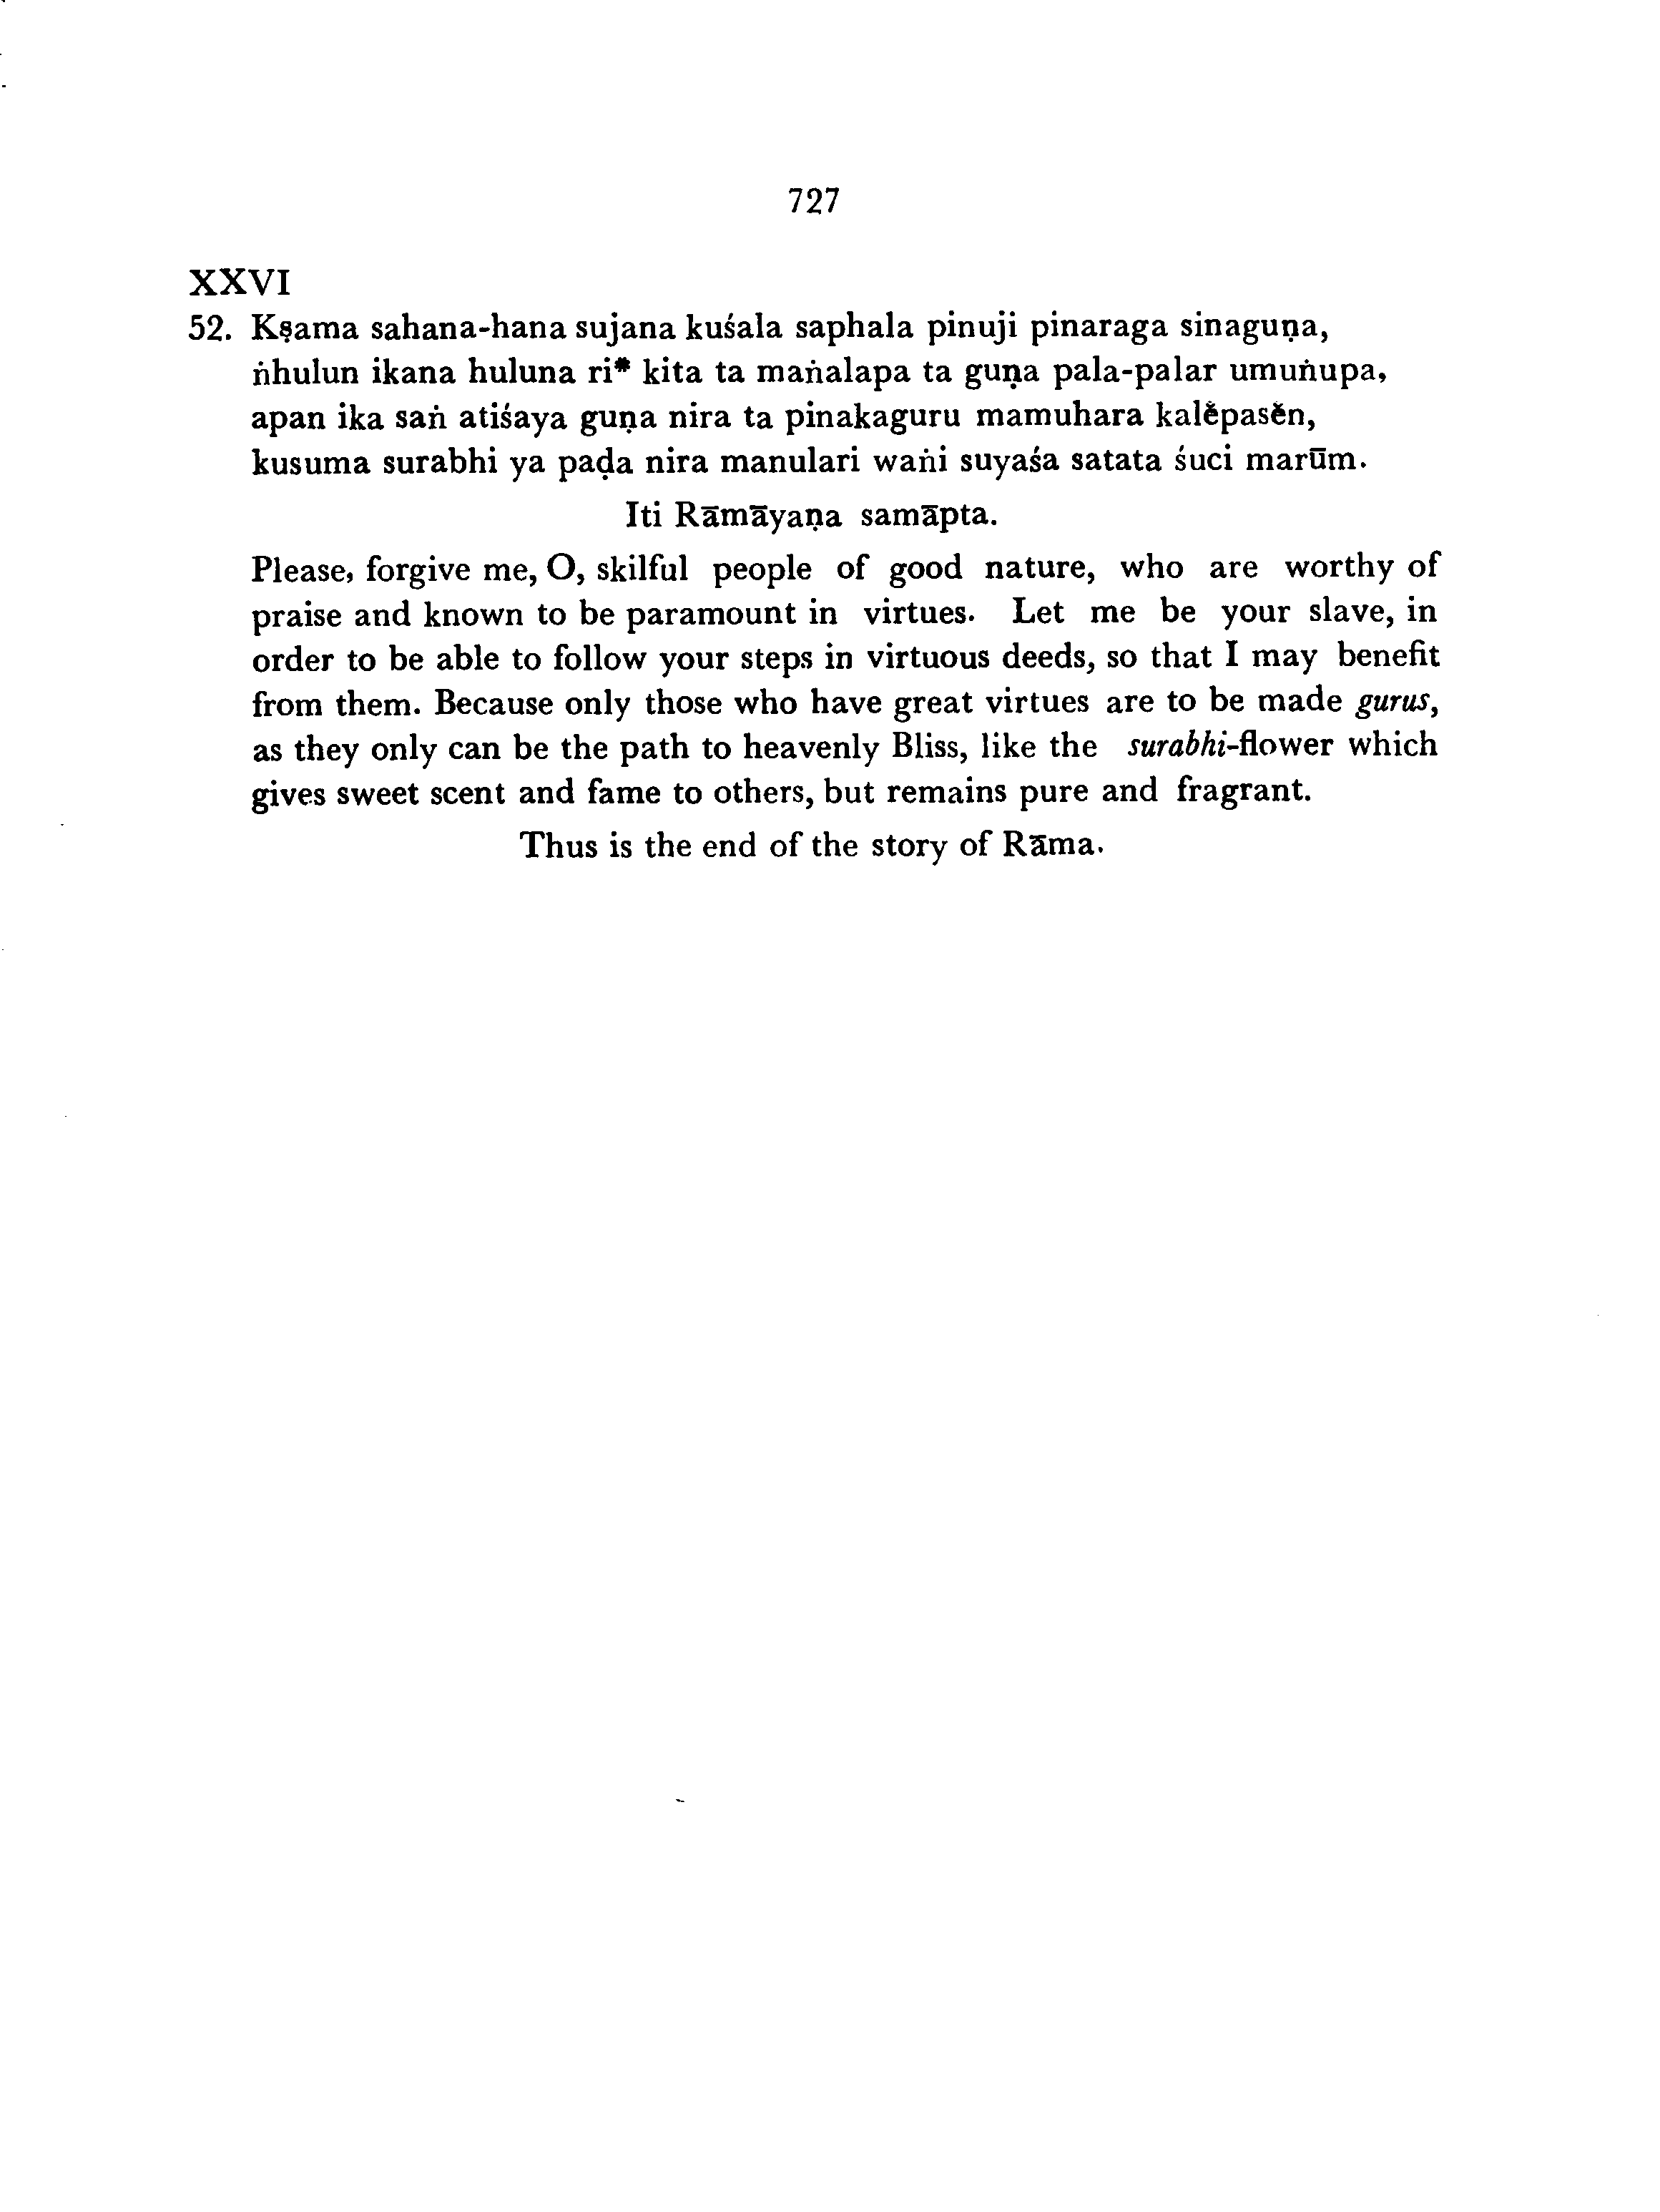 727
XXVI
52. Kṣama sahana-hana sujana kuśala saphala pinuji pinaraga sinaguṇa,
ṅhulun ikana huluna ri* kita ta maṅalapa ta guṇa pala-palar umuṅupa,
apan ika saṅ atiśaya guṇa nira ta pinakaguru mamuhara kalĕpasĕn,
kusuma surabhi ya paḍa nira manulari waṅi suyaśa satata śuci marūm.
Iti Rāmāyaṇa samāpta.
Please, forgive me, O, skilful people of good nature, who are worthy of
praise and known to be paramount in virtues. Let me be your slave, in
order to be able to follow your steps in virtuous deeds, so that I may benefit
from them. Because only those who have great virtues are to be made gurus,
as they only can be the path to heavenly Bliss, like the surabhi-flower which
gives sweet scent and fame to others, but remains pure and fragrant.
Thus is the end of the story of Rāma.